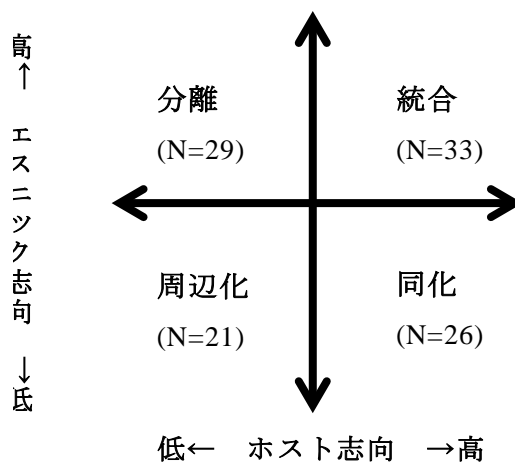 高↑ エスニック志向 ↓低
分離 統合
(N=29) (N=33)
周辺化 同化
(N=21) (N=26)
低← ホスト志向 →高